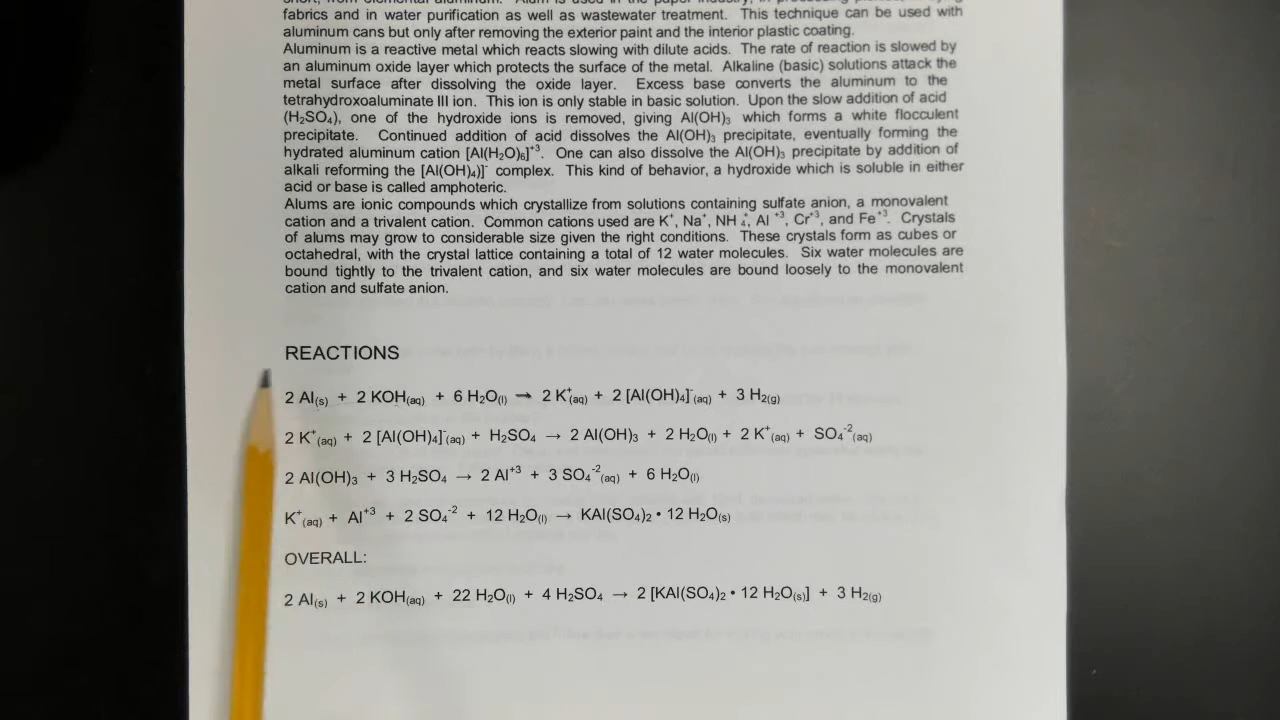 fabrics and in water purification as well as wastewater treatment. This technique can be used with
aluminum cans but only after removing the exterior paint and the interior plastic coating.
Aluminum is a reactive metal which reacts slowing with dilute acids. The rate of reaction is slowed by
an aluminum oxide layer which protects the surface of the metal. Alkaline (basic) solutions attack the
metal surface after dissolving the oxide layer. Excess base converts the aluminum to the
tetrahydroxoaluminate III ion. This ion is only stable in basic solution. Upon the slow addition of acid
(H₂SO₄), one of the hydroxide ions is removed, giving Al(OH)₃ which forms a white flocculent
precipitate. Continued addition of acid dissolves the Al(OH)₃ precipitate, eventually forming the
hydrated aluminum cation [Al(H₂O)₆]⁺³. One can also dissolve the Al(OH)₃ precipitate by addition of
alkali reforming the [Al(OH)₄)]⁻ complex. This kind of behavior, a hydroxide which is soluble in either
acid or base is called amphoteric.
Alums are ionic compounds which crystallize from solutions containing sulfate anion, a monovalent
cation and a trivalent cation. Common cations used are K⁺, Na⁺, NH₄⁺, Al⁺³, Cr⁺³, and Fe⁺³. Crystals
of alums may grow to considerable size given the right conditions. These crystals form as cubes or
octahedral, with the crystal lattice containing a total of 12 water molecules. Six water molecules are
bound tightly to the trivalent cation, and six water molecules are bound loosely to the monovalent
cation and sulfate anion.
REACTIONS
2 Al(s) + 2 KOH(aq) + 6 H₂O(l) → 2 K⁺(aq) + 2 [Al(OH)₄]⁻(aq) + 3 H₂(g)
2 K⁺(aq) + 2 [Al(OH)₄]⁻(aq) + H₂SO₄ → 2 Al(OH)₃ + 2 H₂O(l) + 2 K⁺(aq) + SO₄⁻²(aq)
2 Al(OH)₃ + 3 H₂SO₄ → 2 Al⁺³ + 3 SO₄⁻²(aq) + 6 H₂O(l)
K⁺(aq) + Al⁺³ + 2 SO₄⁻² + 12 H₂O(l) → KAl(SO₄)₂ • 12 H₂O(s)
OVERALL:
2 Al(s) + 2 KOH(aq) + 22 H₂O(l) + 4 H₂SO₄ → 2 [KAl(SO₄)₂ • 12 H₂O(s)] + 3 H₂(g)